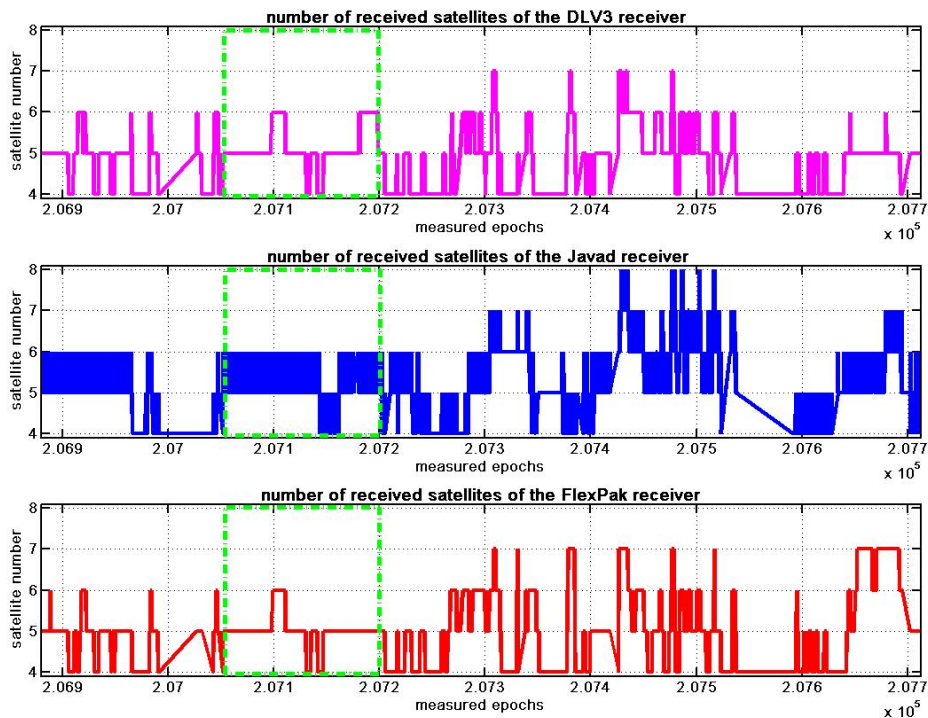 number of received satellites of the DLV3 receiver
8
7
6
5
4
satellite number
2.069 2.07 2.071 2.072 2.073 2.074 2.075 2.076 2.077
measured epochs
x 10^5
number of received satellites of the Javad receiver
8
7
6
5
4
satellite number
2.069 2.07 2.071 2.072 2.073 2.074 2.075 2.076 2.077
measured epochs
x 10^5
number of received satellites of the FlexPak receiver
8
7
6
5
4
satellite number
2.069 2.07 2.071 2.072 2.073 2.074 2.075 2.076 2.077
measured epochs
x 10^5